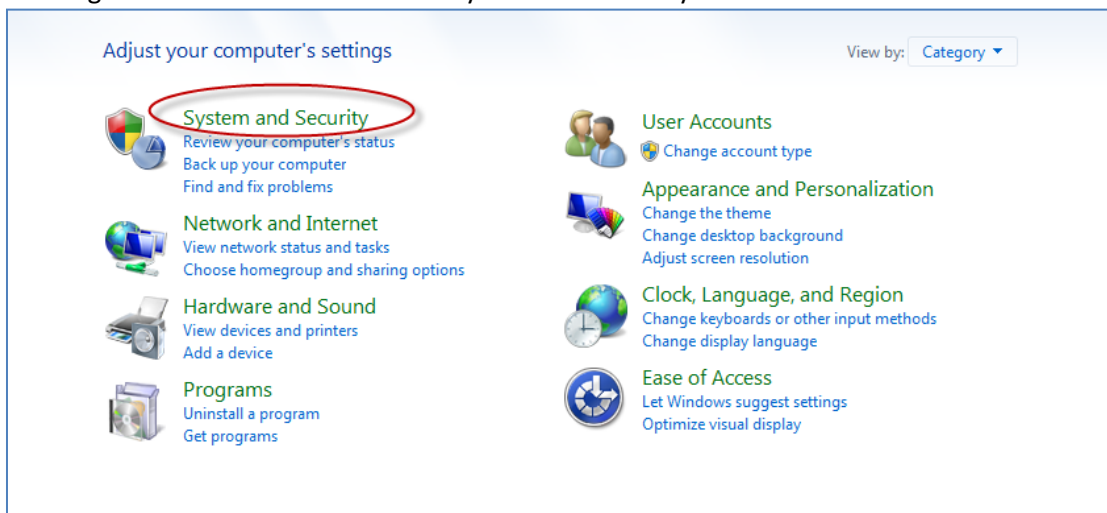 Adjust your computer's settings
View by: Category
System and Security
Review your computer's status
Back up your computer
Find and fix problems
Network and Internet
View network status and tasks
Choose homegroup and sharing options
Hardware and Sound
View devices and printers
Add a device
Programs
Uninstall a program
Get programs
User Accounts
Change account type
Appearance and Personalization
Change the theme
Change desktop background
Adjust screen resolution
Clock, Language, and Region
Change keyboards or other input methods
Change display language
Ease of Access
Let Windows suggest settings
Optimize visual display